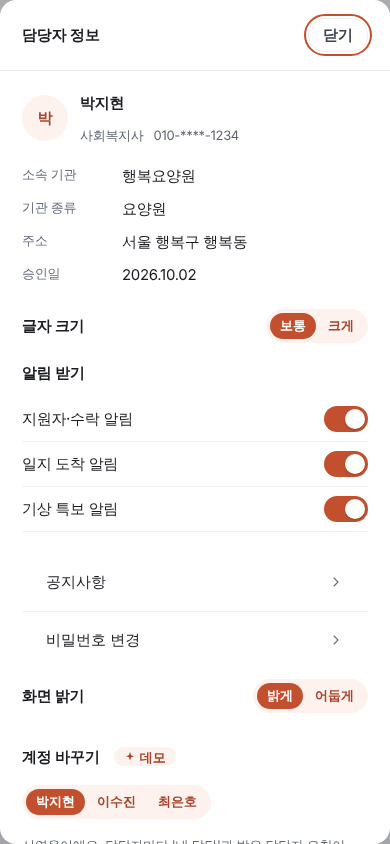 담당자 정보
닫기
박
박지현
사회복지사 010-****-1234
소속 기관 행복요양원
기관 종류 요양원
주소 서울 행복구 행복동
승인일 2026.10.02
글자 크기 보통 크게
알림 받기
지원자·수락 알림
일지 도착 알림
기상 특보 알림
공지사항
비밀번호 변경
화면 밝기 밝게 어둡게
계정 바꾸기 데모
박지현 이수진 최은호